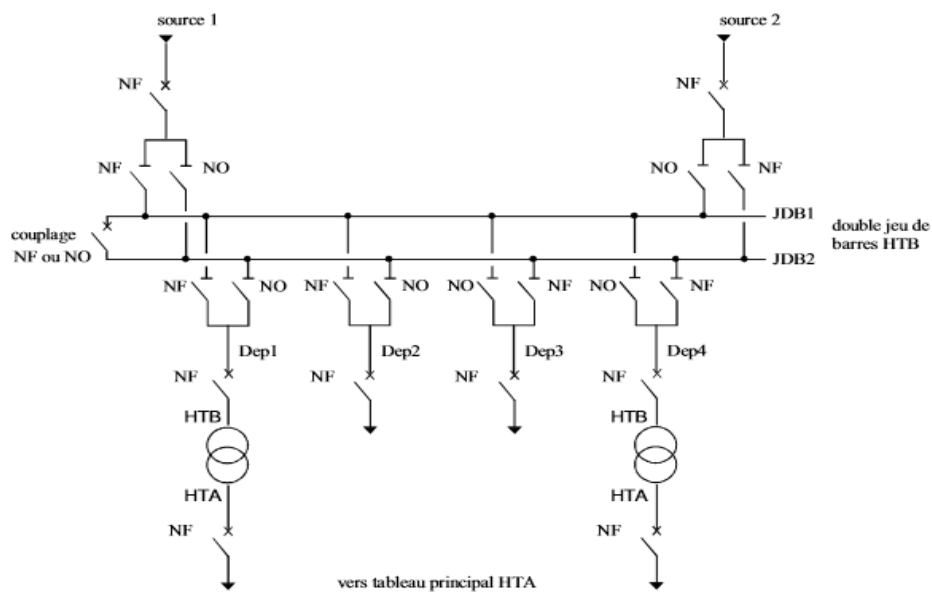 source 1
source 2
NF
NF
NF
NO
NO
NF
JDB1
couplage
NF ou NO
double jeu de
barres HTB
JDB2
NF
NO
NF
NO
NO
NF
NO
NF
Dep1
Dep2
Dep3
Dep4
NF
NF
NF
NF
HTB
HTB
HTA
HTA
NF
NF
vers tableau principal HTA